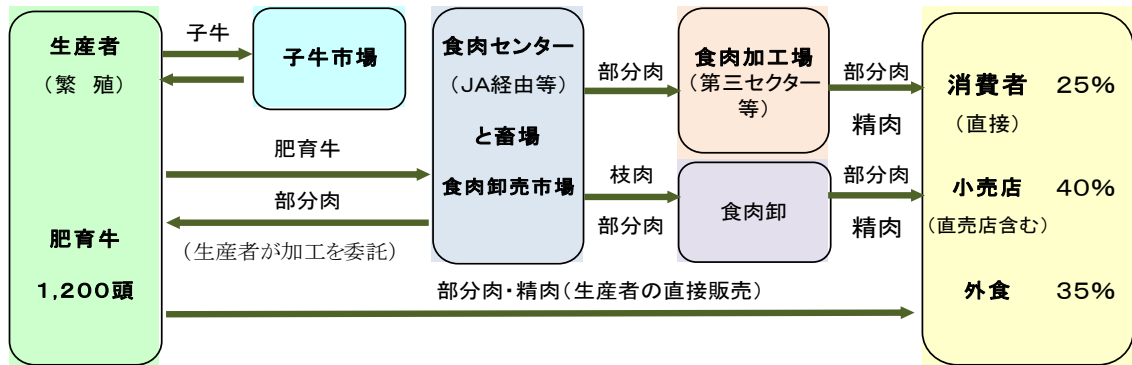 生産者
（繁　殖）
肥育牛
1,200頭
子牛
子牛市場
肥育牛
部分肉
（生産者が加工を委託）
食肉センター
（JA経由等）
と畜場
食肉卸売市場
部分肉
枝肉
部分肉
食肉加工場
（第三セクター
等）
食肉卸
部分肉
精肉
部分肉
精肉
部分肉・精肉（生産者の直接販売）
消費者　25%
（直接）
小売店　40%
（直売店含む）
外食　35%